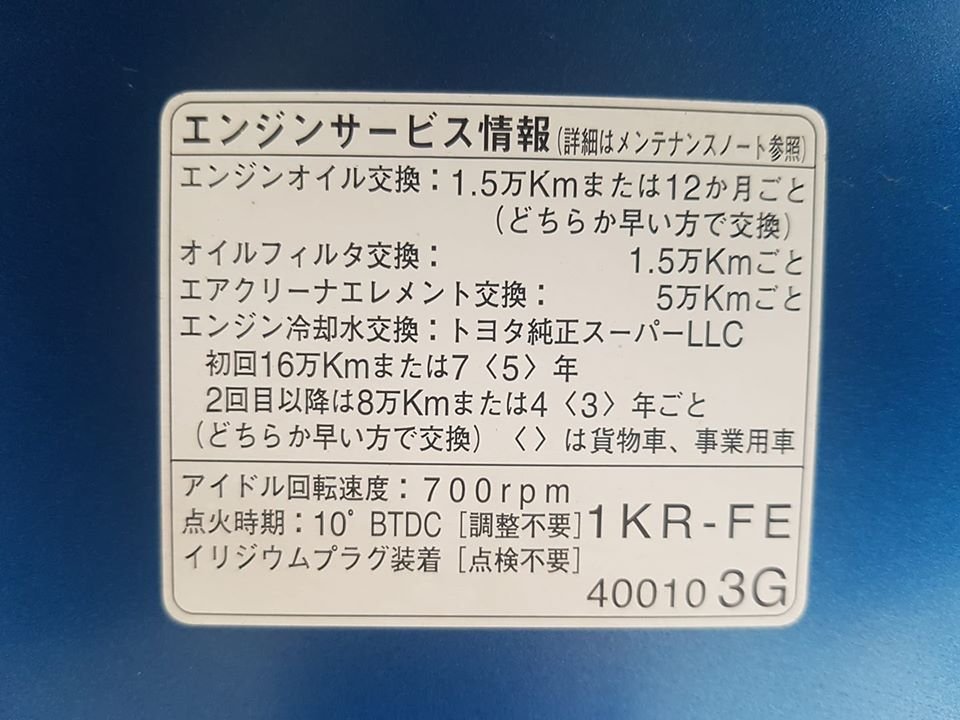 エンジンサービス情報(詳細はメンテナンスノート参照)
エンジンオイル交換：1.5万Kmまたは12か月ごと
(どちらか早い方で交換)
オイルフィルタ交換： 1.5万Kmごと
エアクリーナエレメント交換： 5万Kmごと
エンジン冷却水交換：トヨタ純正スーパーLLC
初回16万Kmまたは7〈5〉年
2回目以降は8万Kmまたは4〈3〉年ごと
(どちらか早い方で交換)〈〉は貨物車、事業用車
アイドル回転速度：700rpm
点火時期：10°BTDC［調整不要］1KR-FE
イリジウムプラグ装着［点検不要］
40010 3G